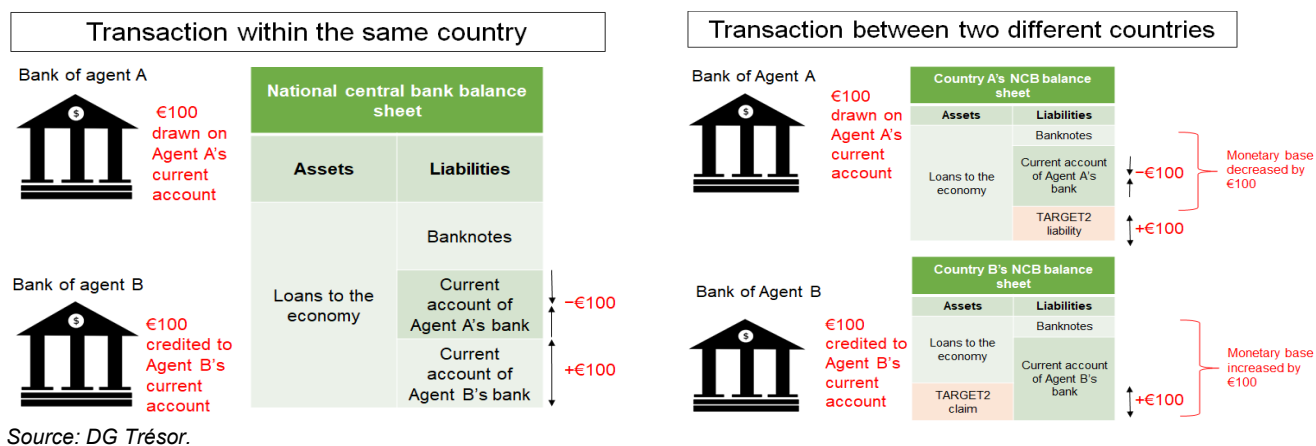 Transaction within the same country
Bank of agent A
$
€100
drawn on
Agent A's
current
account
National central bank balance
sheet
Assets
Liabilities
Loans to the
economy
Banknotes
Current
account of
Agent A's bank
−€100
Current
account of
Agent B's bank
+€100
Bank of agent B
$
€100
credited to
Agent B's
current
account
Source: DG Trésor.
Transaction between two different countries
Bank of Agent A
$
€100
drawn on
Agent A's
current
account
Country A's NCB balance
sheet
Assets
Liabilities
Loans to the
economy
Banknotes
Current account
of Agent A's
bank
−€100
TARGET2
liability
+€100
Monetary base
decreased by
€100
Bank of Agent B
$
€100
credited to
Agent B's
current
account
Country B's NCB balance
sheet
Assets
Liabilities
Loans to the
economy
TARGET2
claim
Banknotes
Current account
of Agent B's
bank
+€100
Monetary base
increased by
€100